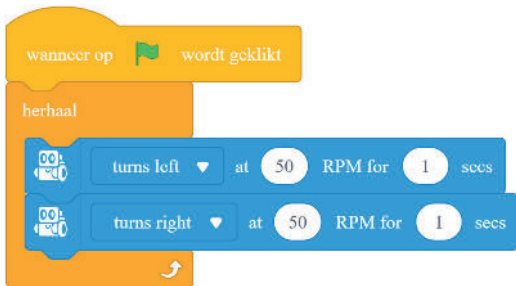 wanneer op wordt geklikt
herhaal
turns left at 50 RPM for 1 secs
turns right at 50 RPM for 1 secs